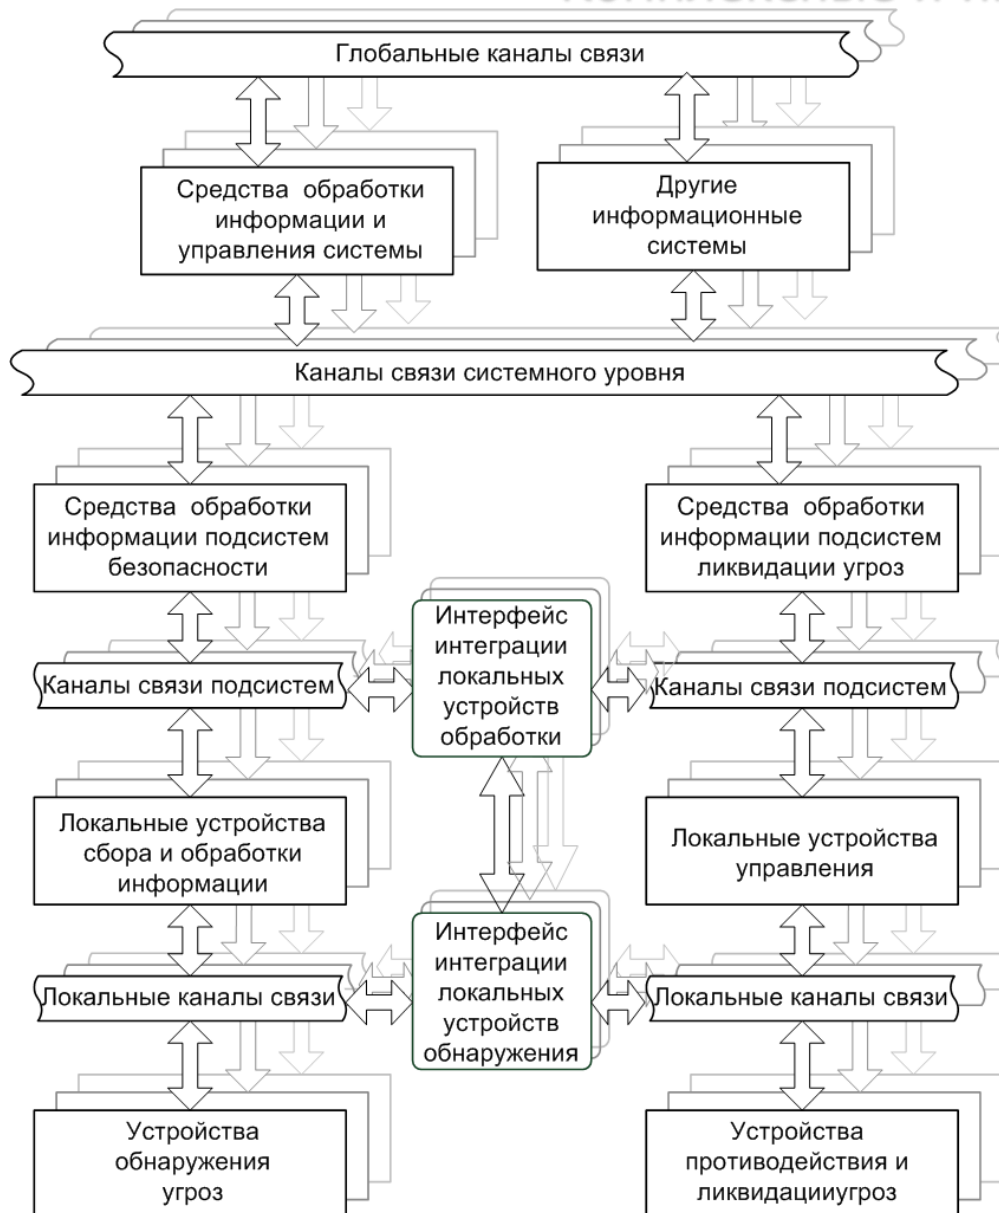 Глобальные каналы связи
Средства обработки
информации и
управления системы
Другие
информационные
системы
Каналы связи системного уровня
Средства обработки
информации подсистем
безопасности
Средства обработки
информации подсистем
ликвидации угроз
Интерфейс
интеграции
локальных
устройств
обработки
Каналы связи подсистем
Каналы связи подсистем
Локальные устройства
сбора и обработки
информации
Локальные устройства
управления
Интерфейс
интеграции
локальных
устройств
обнаружения
Локальные каналы связи
Локальные каналы связи
Устройства
обнаружения
угроз
Устройства
противодействия и
ликвидацииугроз